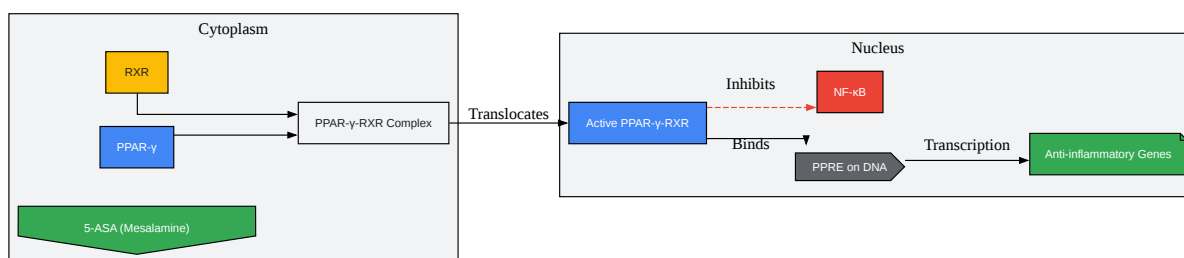 Cytoplasm
RXR
PPAR-γ
PPAR-γ-RXR Complex
5-ASA (Mesalamine)
Translocates
Nucleus
Active PPAR-γ-RXR
Inhibits
NF-κB
Binds
PPRE on DNA
Transcription
Anti-inflammatory Genes